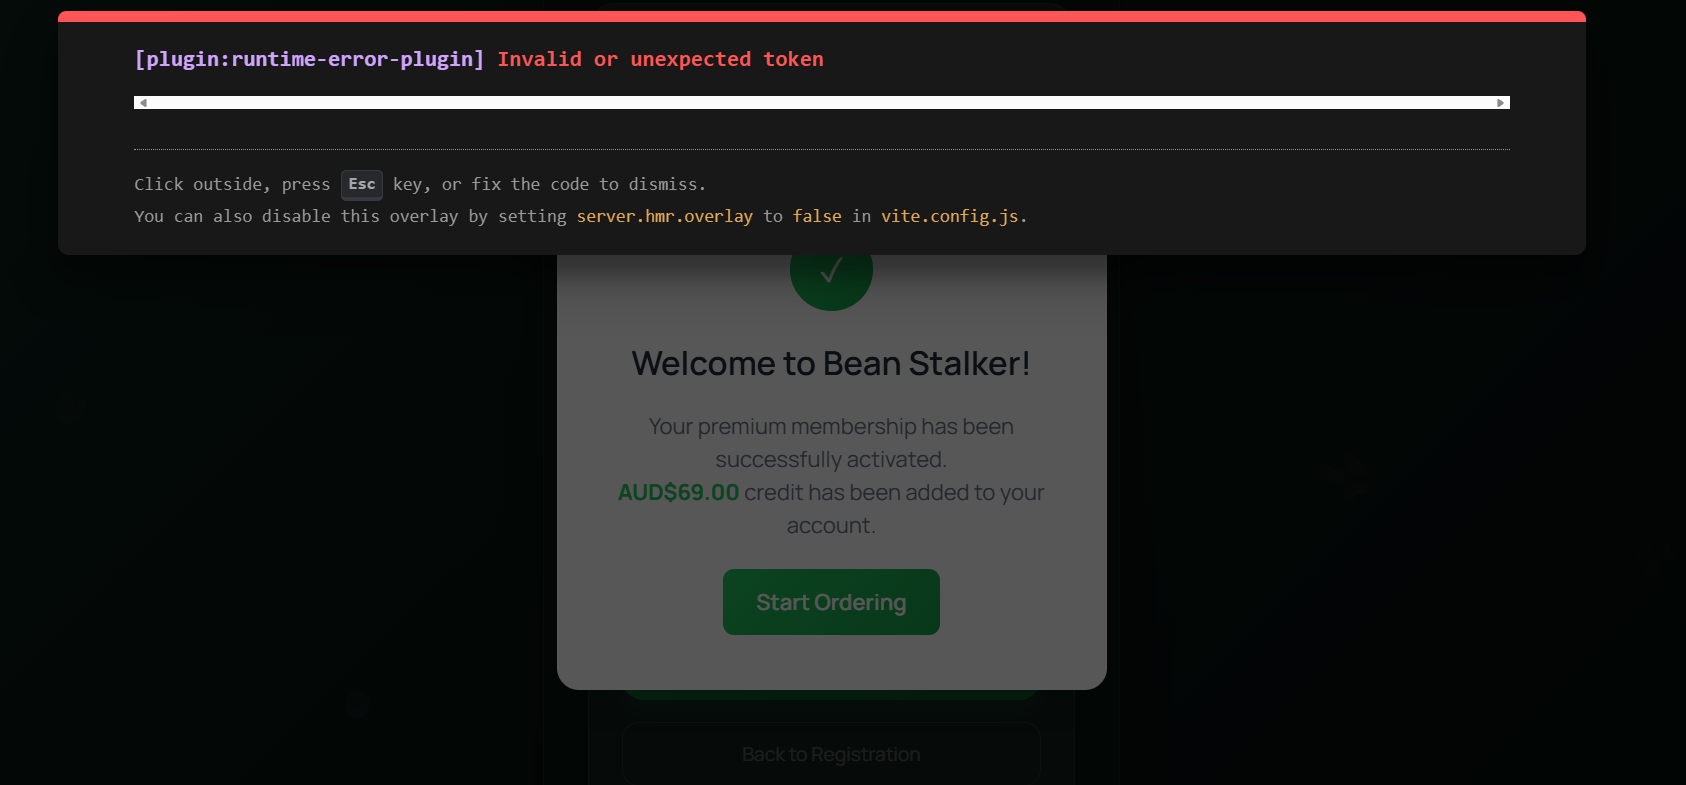 [plugin:runtime-error-plugin] Invalid or unexpected token
Click outside, press Esc key, or fix the code to dismiss.
You can also disable this overlay by setting server.hmr.overlay to false in vite.config.js.
Welcome to Bean Stalker!
Your premium membership has been
successfully activated.
AUD$69.00 credit has been added to your
account.
Start Ordering
Back to Registration